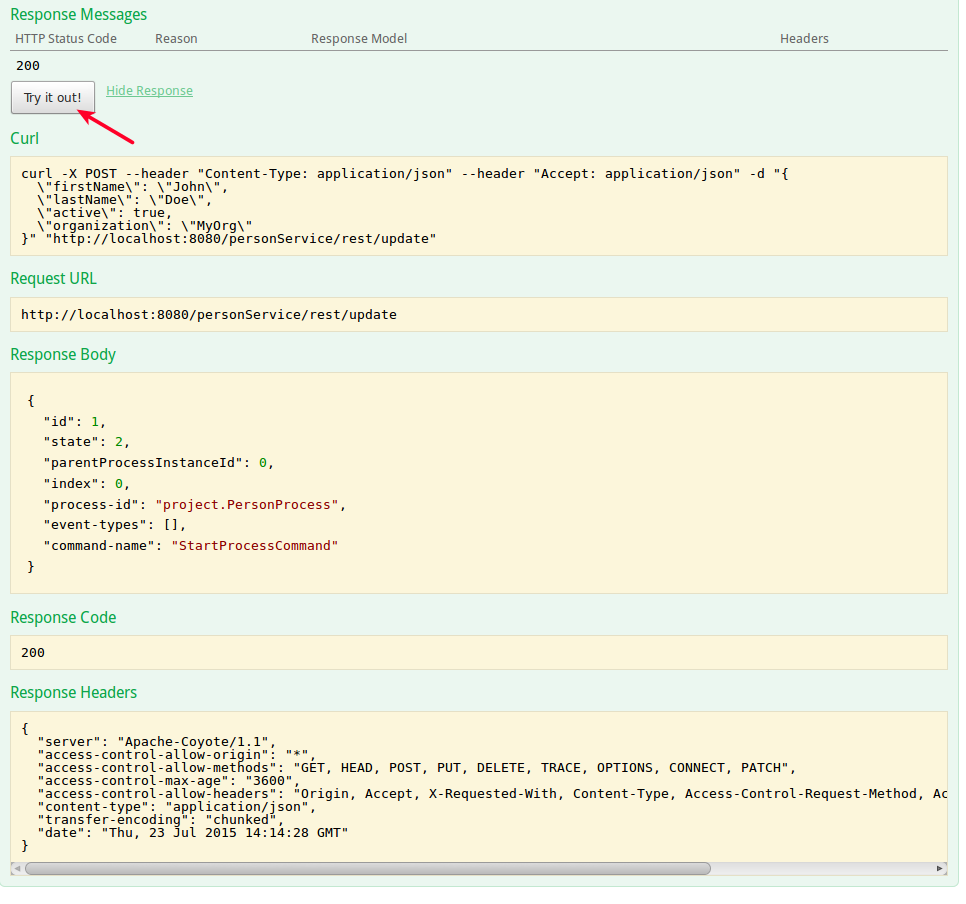 Response Messages
HTTP Status Code Reason Response Model Headers
200
Try it out! Hide Response
Curl
curl -X POST --header "Content-Type: application/json" --header "Accept: application/json" -d "{
  \"firstName\": \"John\",
  \"lastName\": \"Doe\",
  \"active\": true,
  \"organization\": \"MyOrg\"
}" "http://localhost:8080/personService/rest/update"
Request URL
http://localhost:8080/personService/rest/update
Response Body
{
  "id": 1,
  "state": 2,
  "parentProcessInstanceId": 0,
  "index": 0,
  "process-id": "project.PersonProcess",
  "event-types": [],
  "command-name": "StartProcessCommand"
}
Response Code
200
Response Headers
{
  "server": "Apache-Coyote/1.1",
  "access-control-allow-origin": "*",
  "access-control-allow-methods": "GET, HEAD, POST, PUT, DELETE, TRACE, OPTIONS, CONNECT, PATCH",
  "access-control-max-age": "3600",
  "access-control-allow-headers": "Origin, Accept, X-Requested-With, Content-Type, Access-Control-Request-Method, Ac
  "content-type": "application/json",
  "transfer-encoding": "chunked",
  "date": "Thu, 23 Jul 2015 14:14:28 GMT"
}